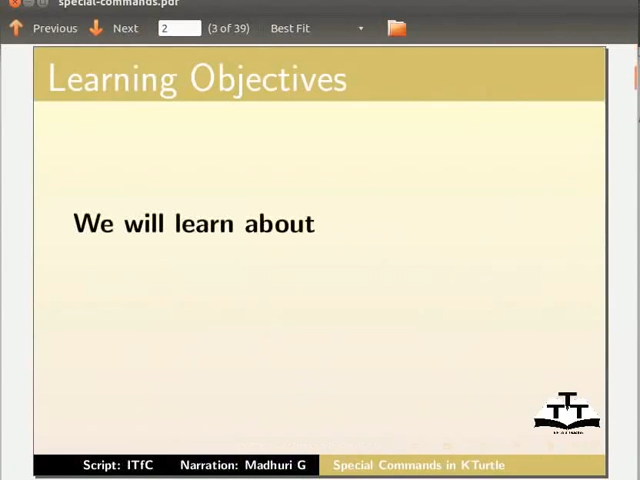 special-commands.pdf
Previous Next 2 (3 of 39) Best Fit
Learning Objectives
We will learn about
TTT
Script: ITfC Narration: Madhuri G Special Commands in KTurtle